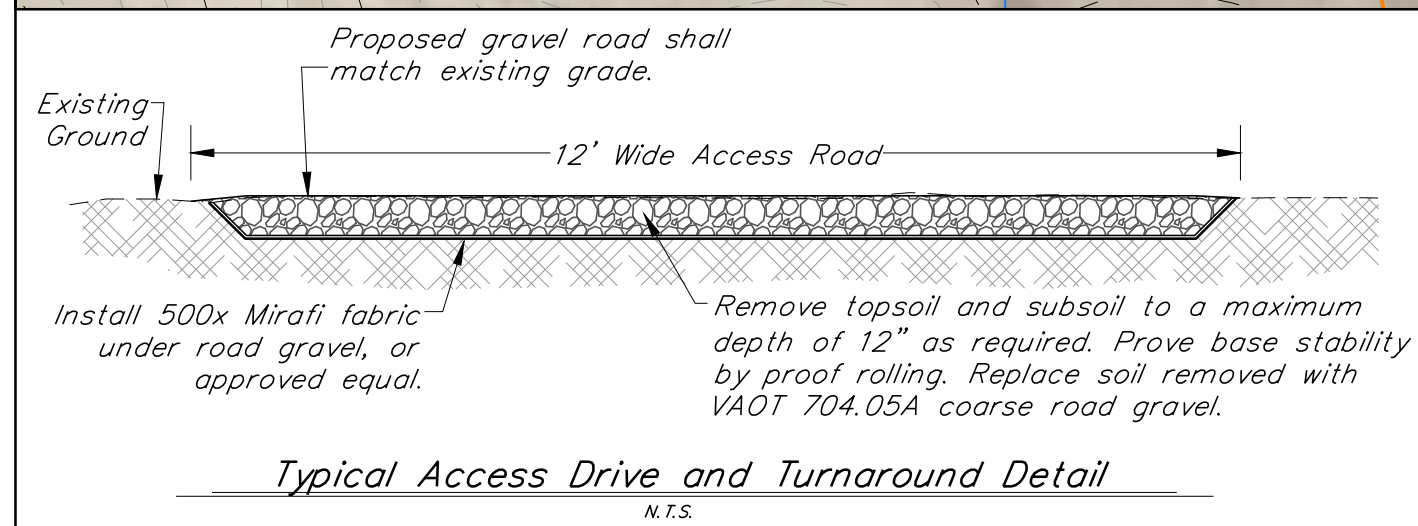 Proposed gravel road shall
match existing grade.
Existing
Ground
12' Wide Access Road
Install 500x Mirafi fabric
under road gravel, or
approved equal.
Remove topsoil and subsoil to a maximum
depth of 12" as required. Prove base stability
by proof rolling. Replace soil removed with
VAOT 704.05A coarse road gravel.
Typical Access Drive and Turnaround Detail
N.T.S.